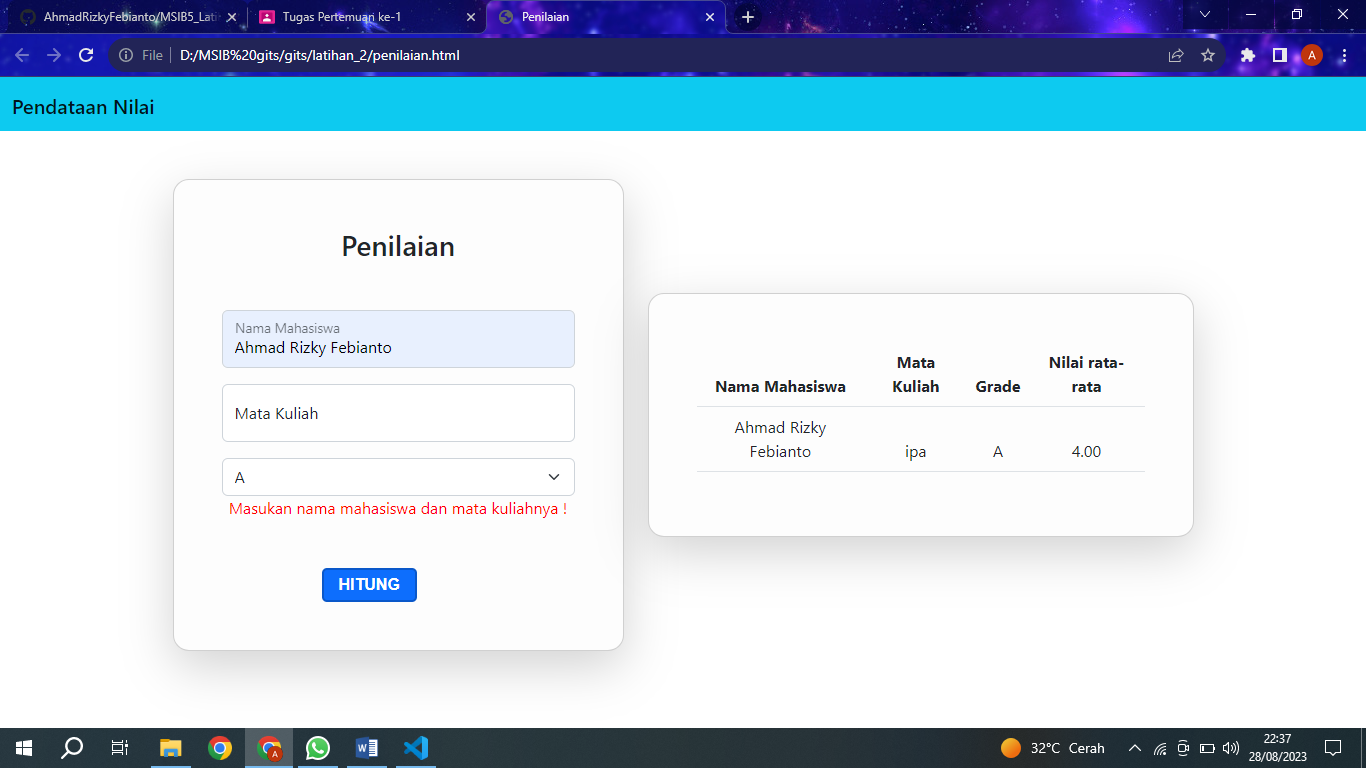 AhmadRizkyFebianto/MSIB5_Lati
Tugas Pertemuan ke-1
Penilaian
File
D:/MSIB%20gits/gits/latihan_2/penilaian.html
A
Pendataan Nilai
Penilaian
Nama Mahasiswa
Ahmad Rizky Febianto
Mata Kuliah
A
Masukan nama mahasiswa dan mata kuliahnya !
HITUNG
Nama Mahasiswa
Mata
Kuliah
Grade
Nilai rata-
rata
Ahmad Rizky
Febianto
ipa
A
4.00
A
32°C Cerah
22:37
28/08/2023